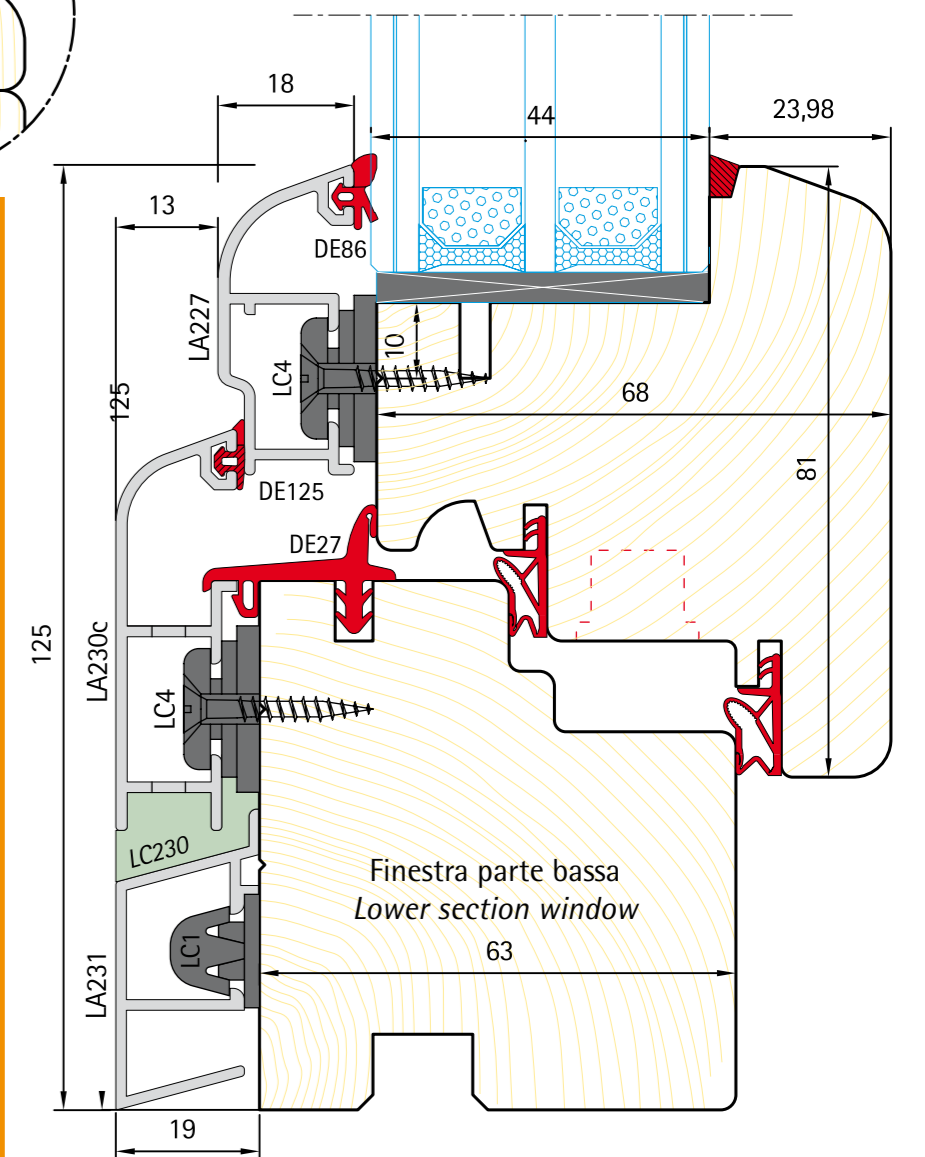 18
44
23,98
13
DE86
LA227
LC4
10
125
68
81
DE125
DE27
125
LA230c
LC4
LC230
Finestra parte bassa
Lower section window
LC1
63
LA231
19